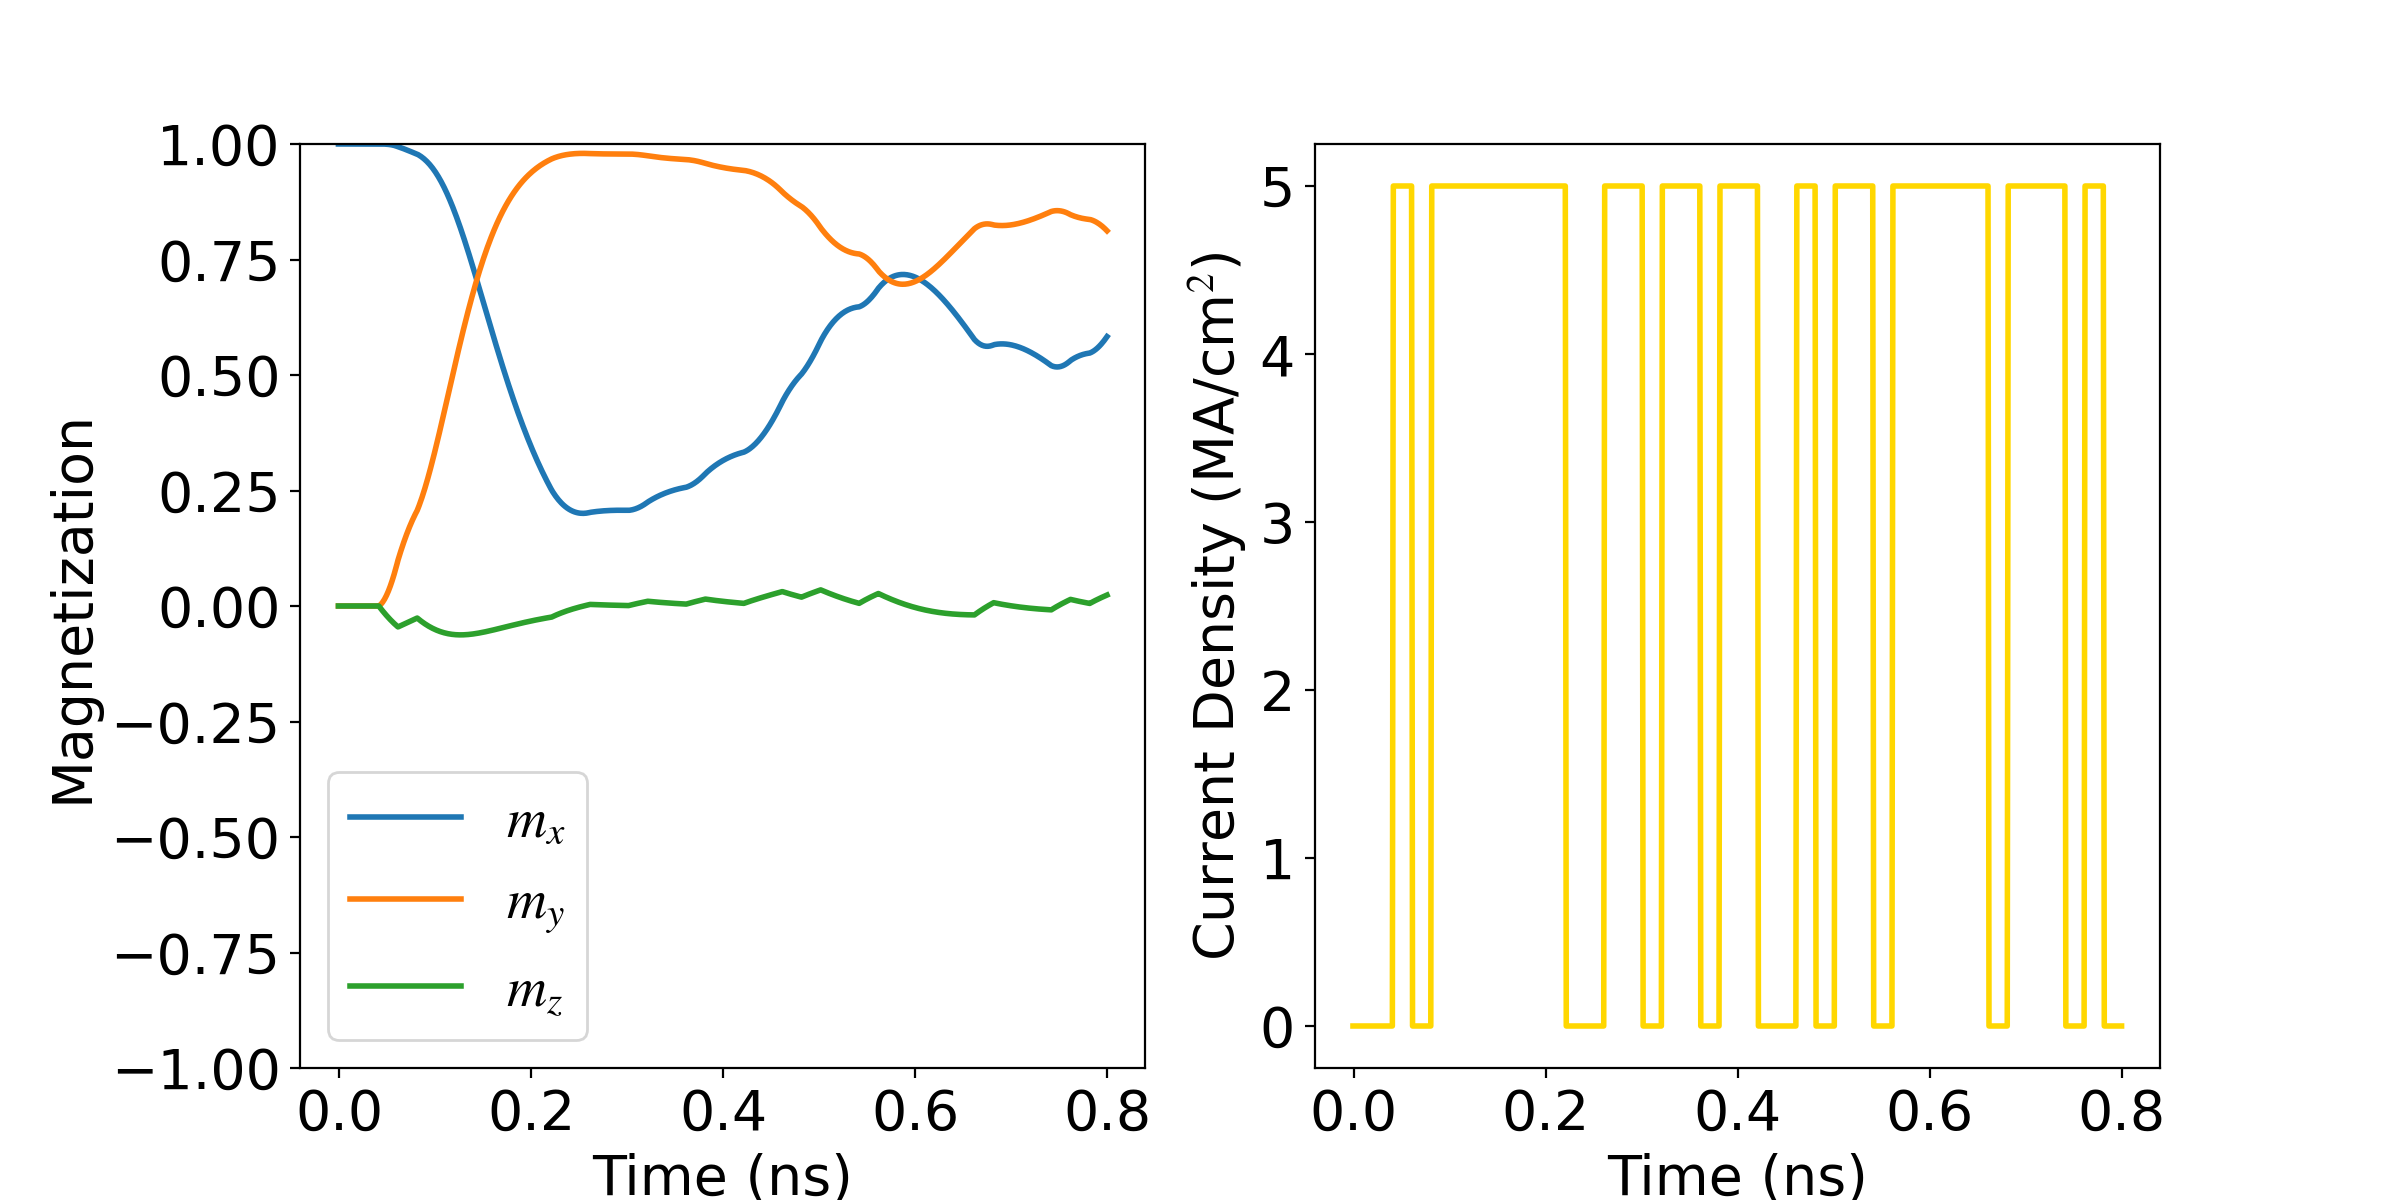 1.00
0.75
0.50
0.25
0.00
−0.25
−0.50
−0.75
−1.00
Magnetization
m_x
m_y
m_z
0.0 0.2 0.4 0.6 0.8
Time (ns)
5
4
3
2
1
0
Current Density (MA/cm²)
0.0 0.2 0.4 0.6 0.8
Time (ns)